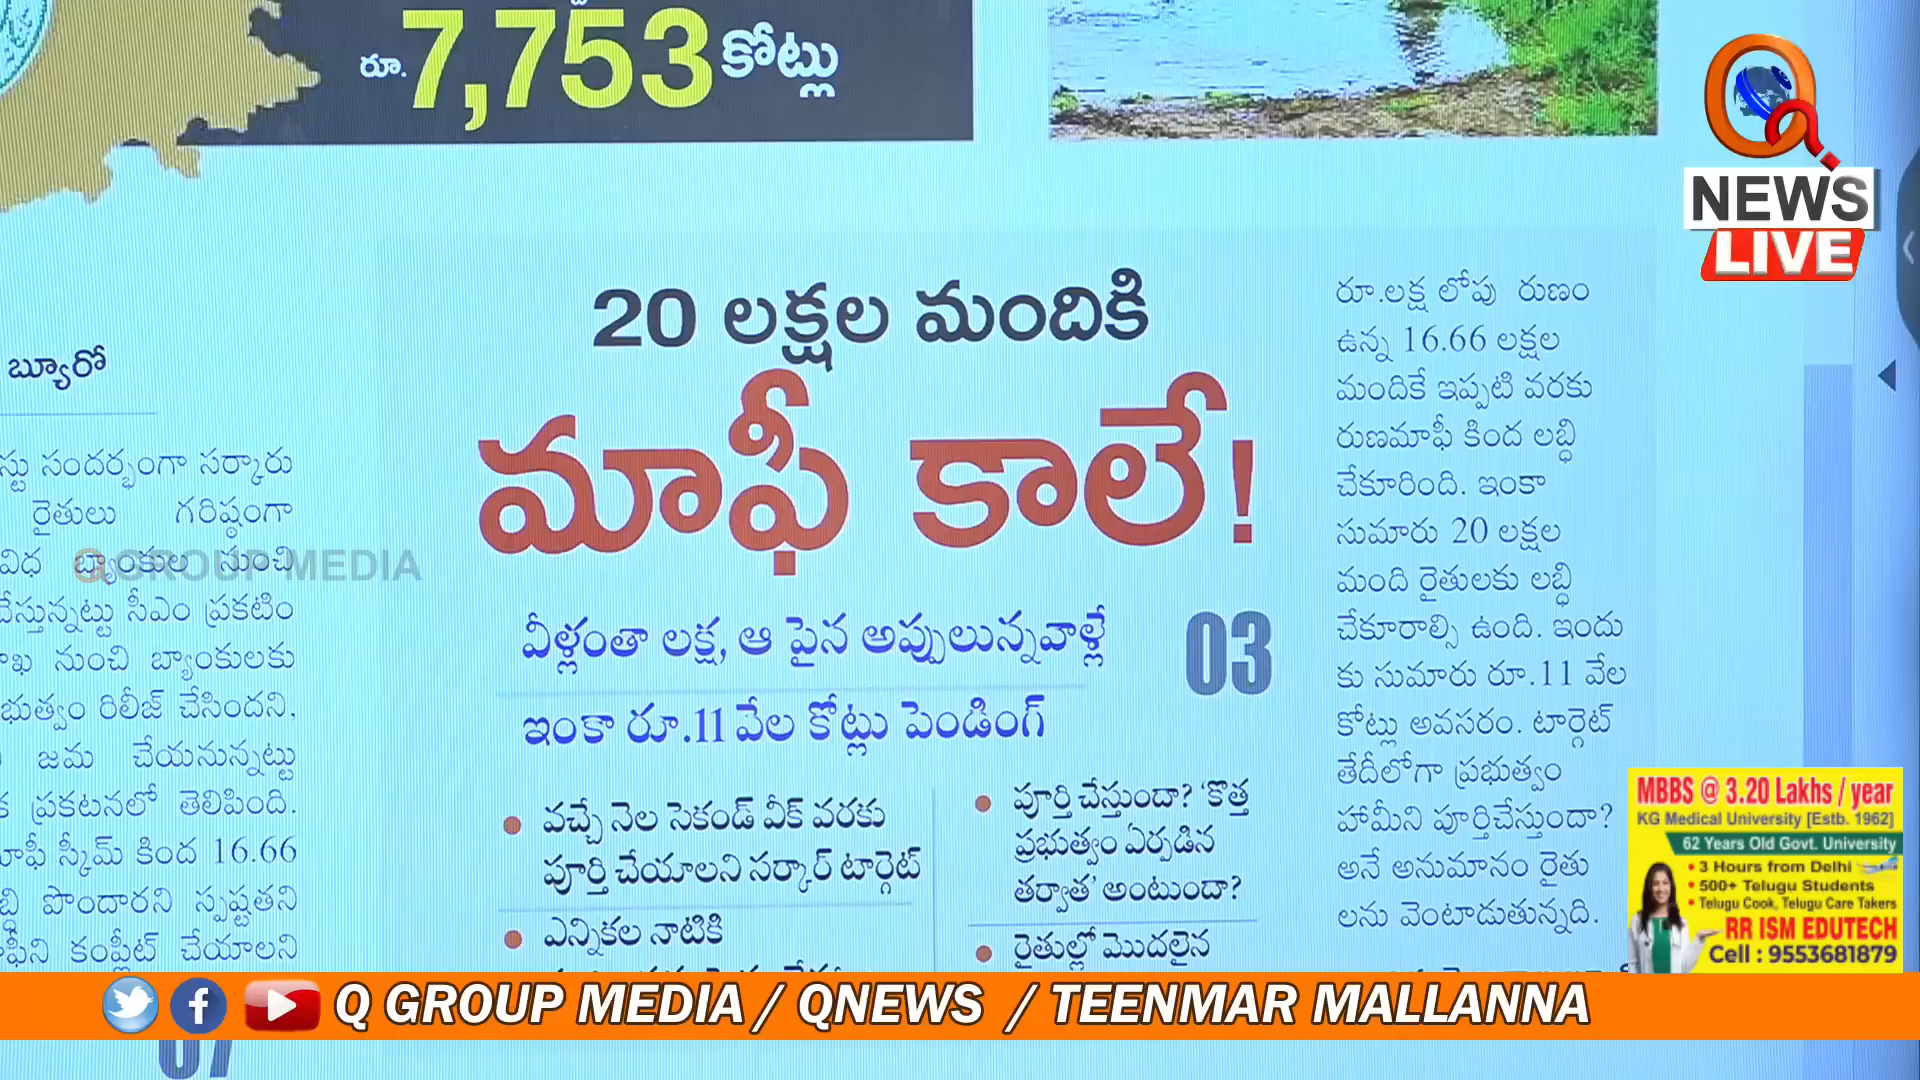 రూ.7,753 కోట్లు
NEWS
LIVE
బ్యూరో
సందర్భంగా సర్కారు
రైతులు గరిష్ఠంగా
బ్యాంకుల నుంచి
Q GROUP MEDIA
సీఎం ప్రకటిం
నుంచి బ్యాంకులకు
రిలీజ్ చేసిందని,
జమ చేయనున్నట్టు
ప్రకటనలో తెలిపింది.
స్కీమ్ కింద 16.66
పొందారని స్పష్టతని
కంప్లీట్ చేయాలని
20 లక్షల మందికి
మాఫీ కాలే!
వీళ్లంతా లక్ష, ఆ పైన అప్పులున్నవాళ్లే
ఇంకా రూ.11 వేల కోట్లు పెండింగ్
03
• వచ్చే నెల సెకండ్ వీక్ వరకు
పూర్తి చేయాలని సర్కార్ టార్గెట్
• ఎన్నికల నాటికి
• పూర్తి చేస్తుందా? ‘కొత్త
ప్రభుత్వం ఏర్పడిన
తర్వాత’ అంటుందా?
• రైతుల్లో మొదలైన
రూ.లక్ష లోపు రుణం
ఉన్న 16.66 లక్షల
మందికే ఇప్పటి వరకు
రుణమాఫీ కింద లబ్ధి
చేకూరింది. ఇంకా
సుమారు 20 లక్షల
మంది రైతులకు లబ్ధి
చేకూరాల్సి ఉంది. ఇందు
కు సుమారు రూ.11 వేల
కోట్లు అవసరం. టార్గెట్
తేదీలోగా ప్రభుత్వం
హామీని పూర్తిచేస్తుందా?
అనే అనుమానం రైతు
లను వెంటాడుతున్నది.
MBBS @ 3.20 Lakhs / year
KG Medical University [Estb. 1962]
62 Years Old Govt. University
• 3 Hours from Delhi
• 500+ Telugu Students
• Telugu Cook, Telugu Care Takers
RR ISM EDUTECH
Cell : 9553681879
Q GROUP MEDIA / QNEWS / TEENMAR MALLANNA
07